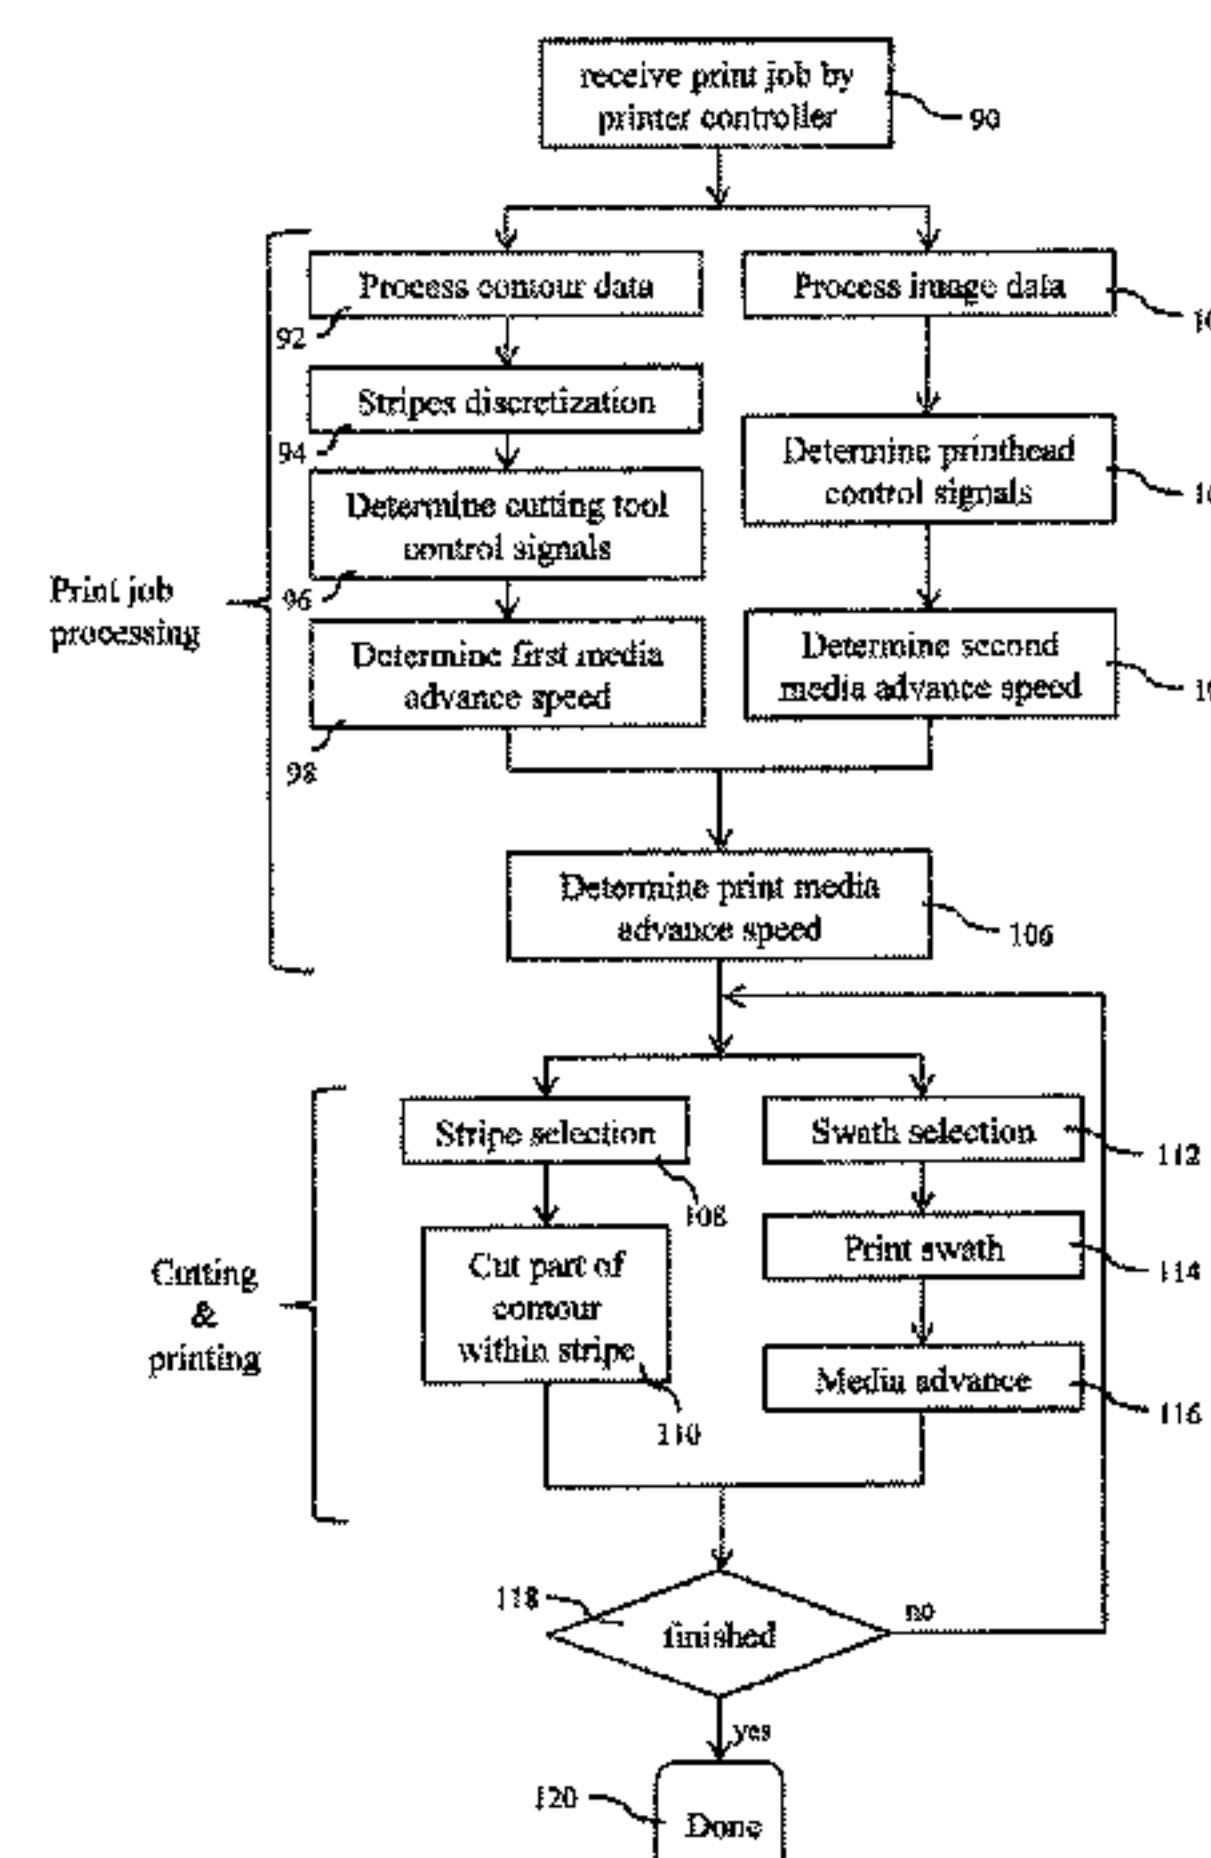 receive print job by
printer controller
90
Process contour data
92
Process image data
Stripes discretization
94
Determine printhead
control signals
Determine cutting tool
control signals
96
Print job
processing
Determine first media
advance speed
98
Determine second
media advance speed
Determine print media
advance speed
106
Stripe selection
108
Swath selection
112
Cut part of
contour
within stripe
110
Print swath
114
Cutting
&
printing
Media advance
116
118
finished
no
yes
120
Done